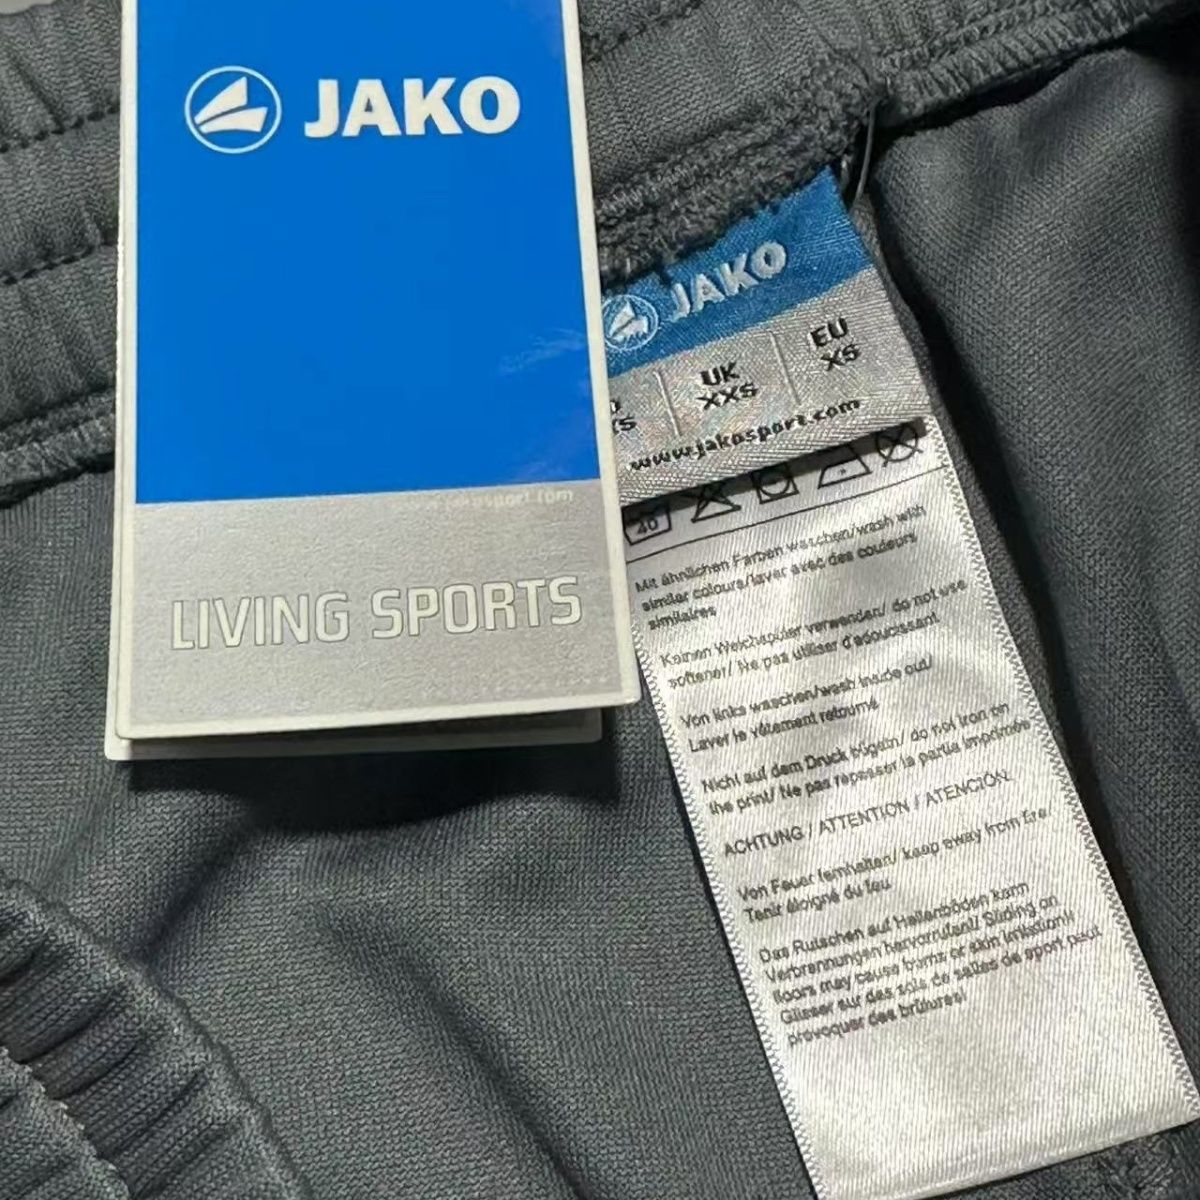 JAKO
LIVING SPORTS
JAKO
UK
XXS
EU
XS
www.jakosport.com
40
Mit ähnlichen Farben waschen/wash with
similar colours/laver avec des couleurs
similaires
Keinen Weichspüler verwenden/ do not use
softener/ Ne pas utiliser d'adoucissant
Von links waschen/wash inside out/
Laver le vêtement retourné
Nicht auf dem Druck bügeln/ do not iron on
the print/ Ne pas repasser la partie imprimée
ACHTUNG / ATTENTION / ATENCIÓN:
Von Feuer fernhalten/ keep away from fire/
Tenir éloigné du feu
Das Rutschen auf Hallenböden kann
Verbrennungen hervorrufen!/ Sliding on
floors may cause burns or skin irritation!/
Glisser sur des sols de salles de sport peut
provoquer des brûlures!